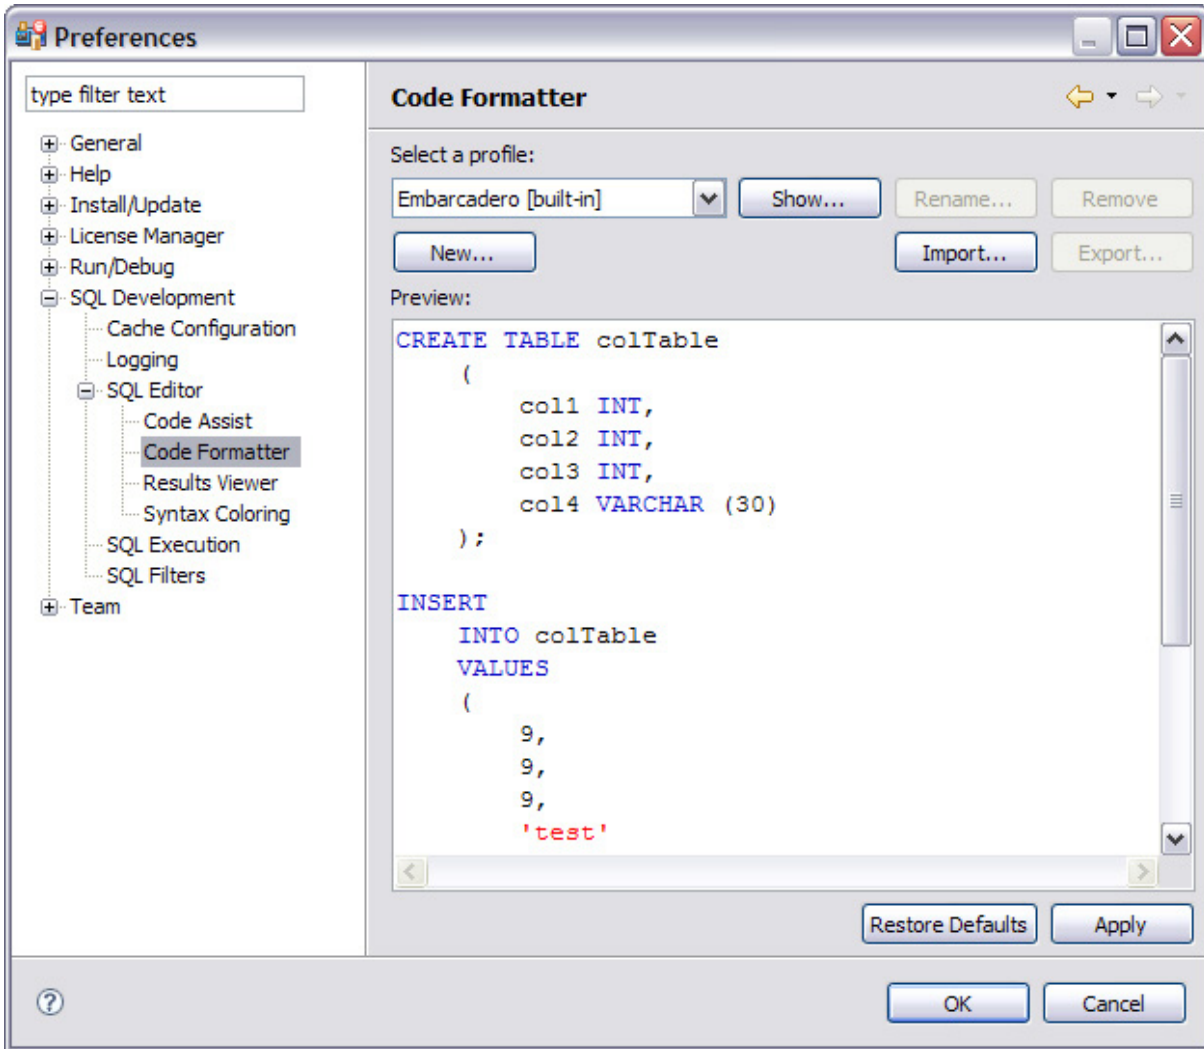 Preferences
type filter text
General
Help
Install/Update
License Manager
Run/Debug
SQL Development
Cache Configuration
Logging
SQL Editor
Code Assist
Code Formatter
Results Viewer
Syntax Coloring
SQL Execution
SQL Filters
Team
Code Formatter
Select a profile:
Embarcadero [built-in]
Show...
Rename...
Remove
New...
Import...
Export...
Preview:
CREATE TABLE colTable
(
col1 INT,
col2 INT,
col3 INT,
col4 VARCHAR (30)
);
INSERT
INTO colTable
VALUES
(
9,
9,
9,
'test'
Restore Defaults
Apply
?
OK
Cancel